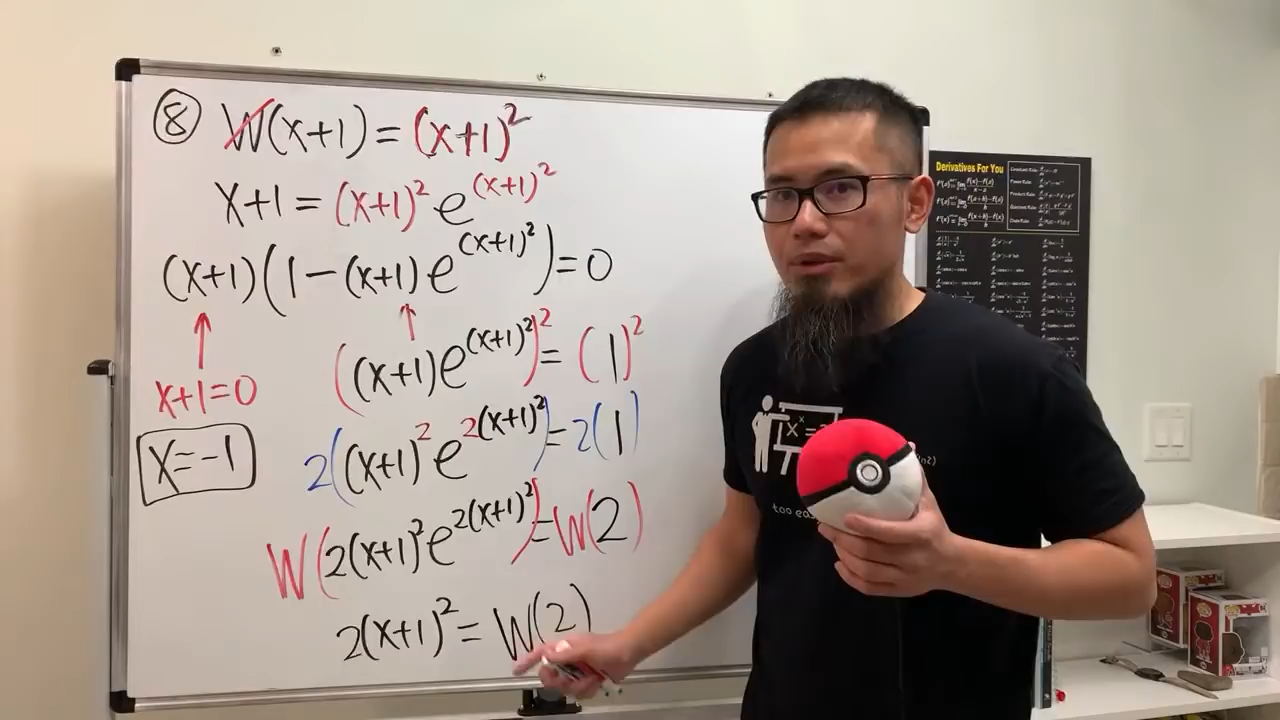 ⑧ W(x+1) = (x+1)²
x+1 = (x+1)² e^(x+1)²
(x+1)(1-(x+1)e^(x+1)²)=0
↑ ↑
((x+1)e^(x+1)²)² = (1)²
x+1=0
2((x+1)² e^2(x+1)²)=2(1)
x=-1
W(2(x+1)² e^2(x+1)²)=W(2)
2(x+1)² = W(2)
Derivatives For You
too